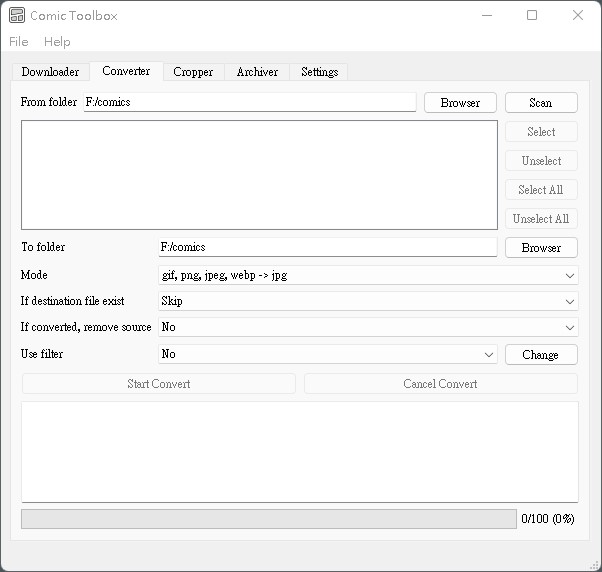 Comic Toolbox
File Help
Downloader Converter Cropper Archiver Settings
From folder F:/comics Browser Scan
Select
Unselect
Select All
Unselect All
To folder F:/comics Browser
Mode gif, png, jpeg, webp -> jpg
If destination file exist Skip
If converted, remove source No
Use filter No Change
Start Convert Cancel Convert
0/100 (0%)